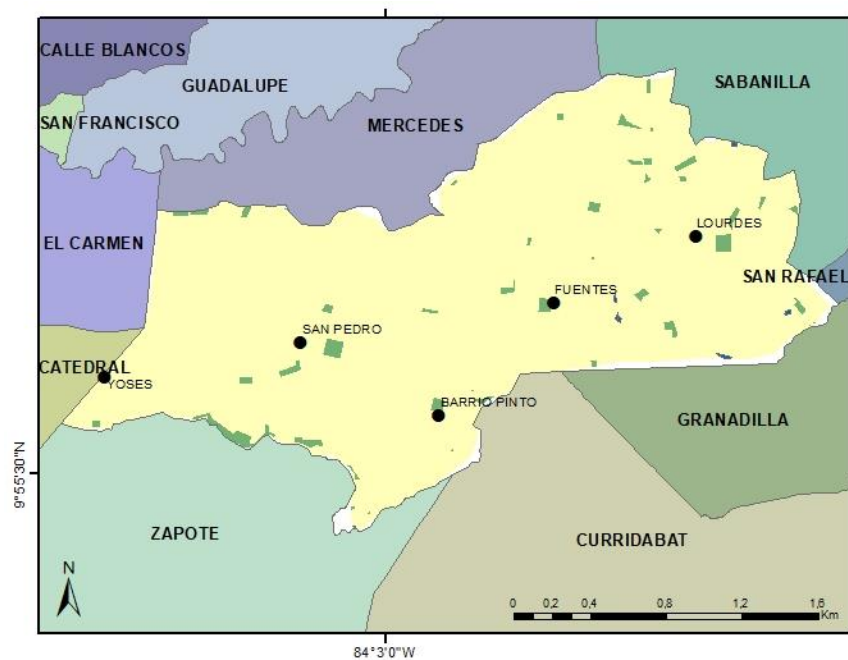 CALLE BLANCOS
GUADALUPE
SABANILLA
SAN FRANCISCO
MERCEDES
LOURDES
EL CARMEN
SAN RAFAEL
FUENTES
SAN PEDRO
CATEDRAL
YOSES
BARRIO PINTO
GRANADILLA
9°55'30"N
ZAPOTE
CURRIDABAT
N
0 0,2 0,4 0,8 1,2 1,6
Km
84°3'0"W